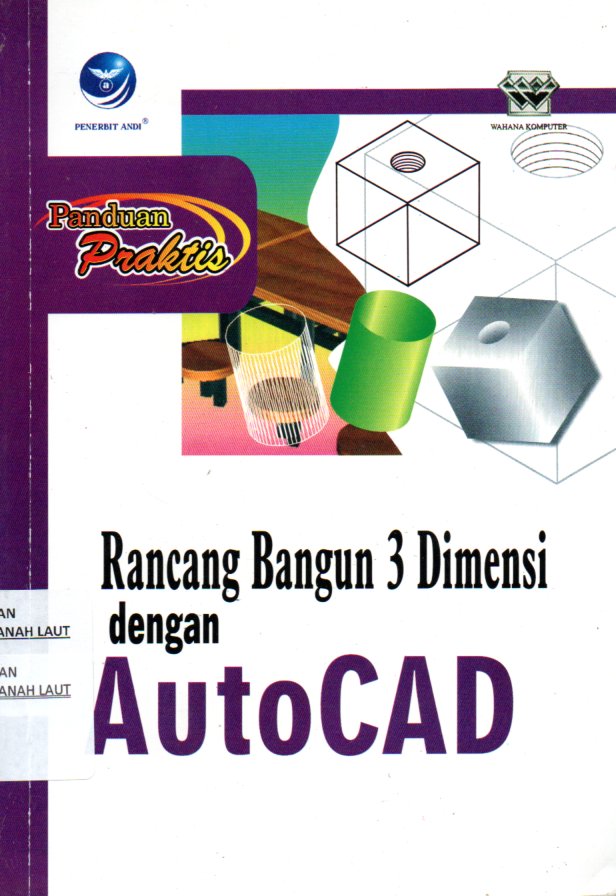 PENERBIT ANDI®
WAHANA KOMPUTER
Panduan
Praktis
Rancang Bangun 3 Dimensi
dengan
AutoCAD
AN
ANAH LAUT
AN
ANAH LAUT